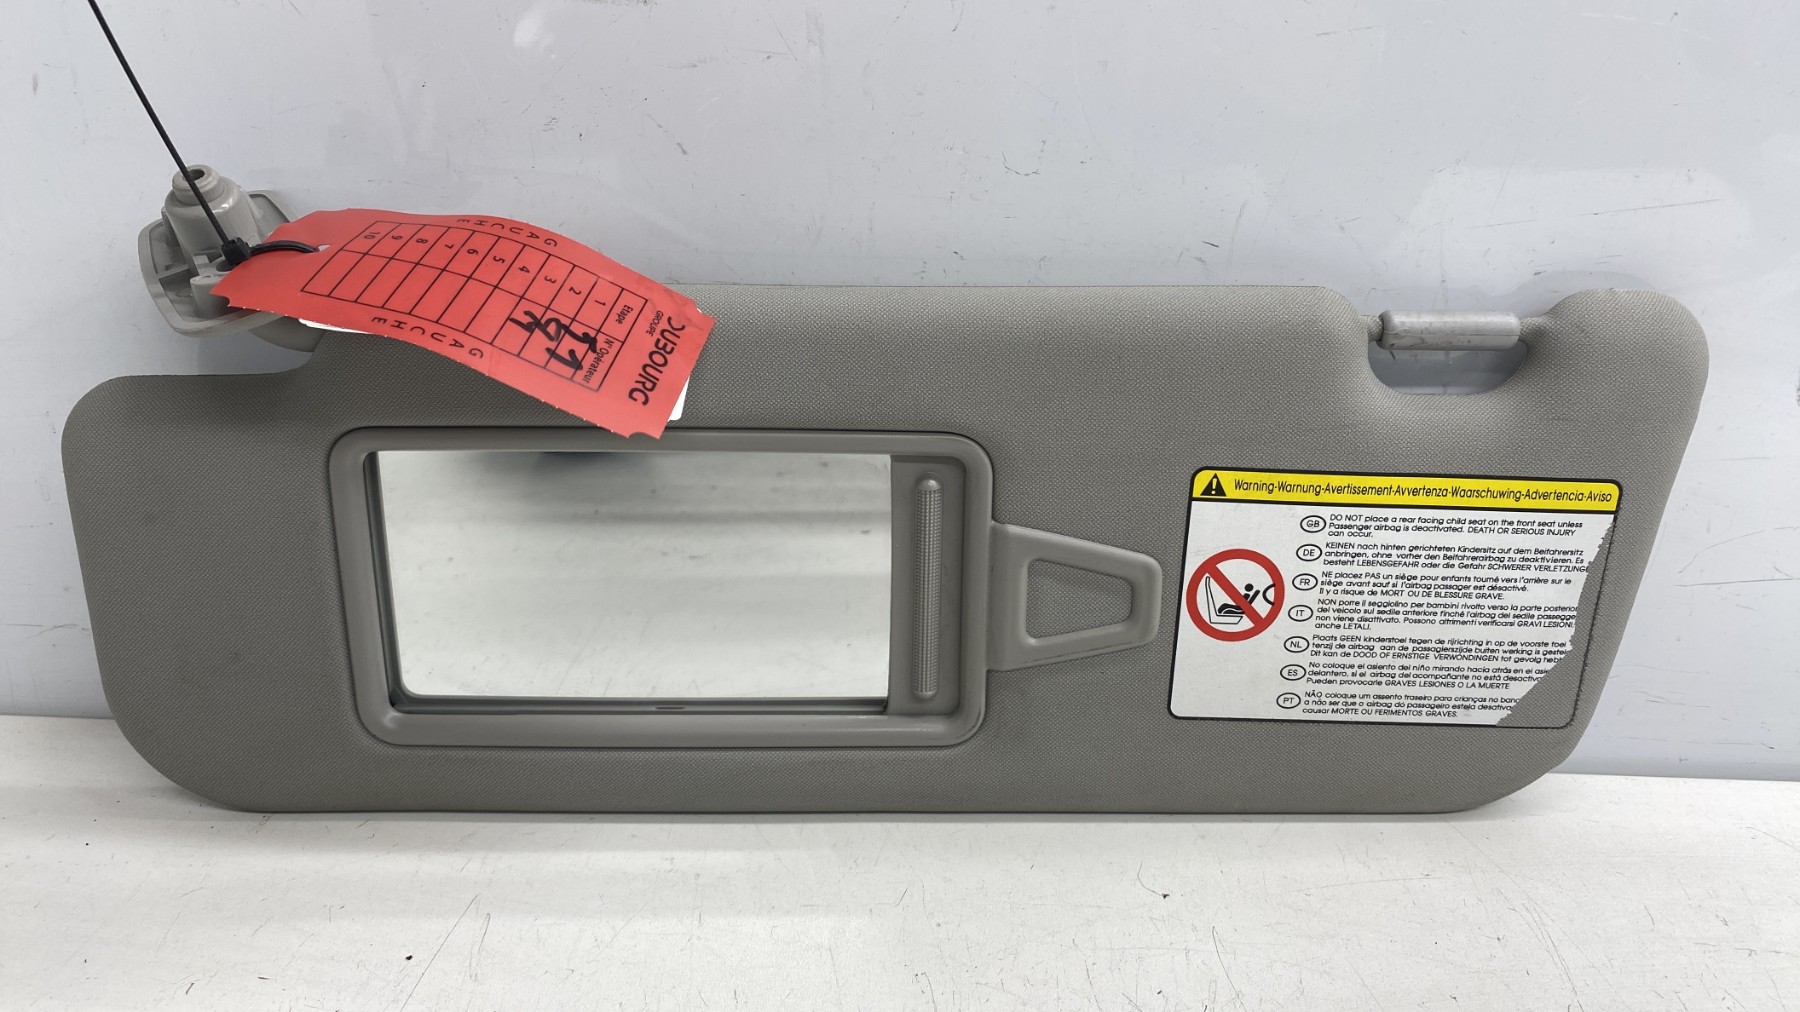 GAUCHE
10 9 8 7 6 5 4 3 2 1 Etape
11 N° Opérateur
GAUCHE
GROUPE
DUBOURG
Warning-Warnung-Avertissement-Avvertenza-Waarschuwing-Advertencia-Aviso
GB DO NOT place a rear facing child seat on the front seat unless
Passenger airbag is deactivated. DEATH OR SERIOUS INJURY
can occur.
DE KEINEN nach hinten gerichteten Kindersitz auf dem Beifahrersitz
anbringen, ohne vorher den Beifahrerairbag zu deaktivieren. Es
besteht LEBENSGEFAHR oder die Gefahr SCHWERER VERLETZUNGE
FR NE placez PAS un siège pour enfants tourné vers l'arrière sur le
siège avant sauf si l'airbag passager est désactivé.
Il y a risque de MORT OU DE BLESSURE GRAVE.
IT NON porre il seggiolino per bambini rivolto verso la parte posterior
del veicolo sul sedile anteriore finché l'airbag del sedile passegge
non viene disattivato. Possono altrimenti verificarsi GRAVI LESIONI
anche LETALI.
NL Plaats GEEN kinderstoel tegen de rijrichting in op de voorste
tenzij de airbag aan de passagierszijde buiten werking is
Dit kan de DOOD OF ERNSTIGE VERWONDINGEN tot gevolg
ES No coloque el asiento del niño mirando hacia atrás en el
delantero, si el airbag del acompañante no está
Pueden provocarle GRAVES LESIONES O LA MUERTE
PT NÃO coloque um assento traseiro para crianças no
a não ser que o airbag do passageiro esteja
causar MORTE OU FERIMENTOS GRAVES.